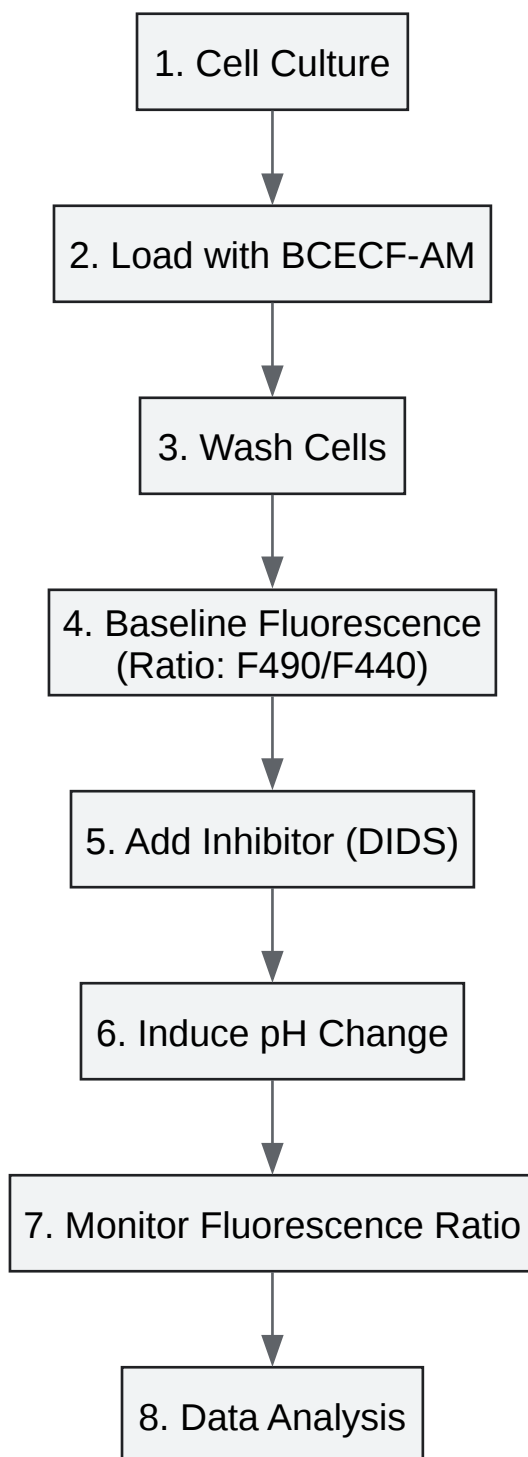 1. Cell Culture
2. Load with BCECF-AM
3. Wash Cells
4. Baseline Fluorescence
(Ratio: F490/F440)
5. Add Inhibitor (DIDS)
6. Induce pH Change
7. Monitor Fluorescence Ratio
8. Data Analysis